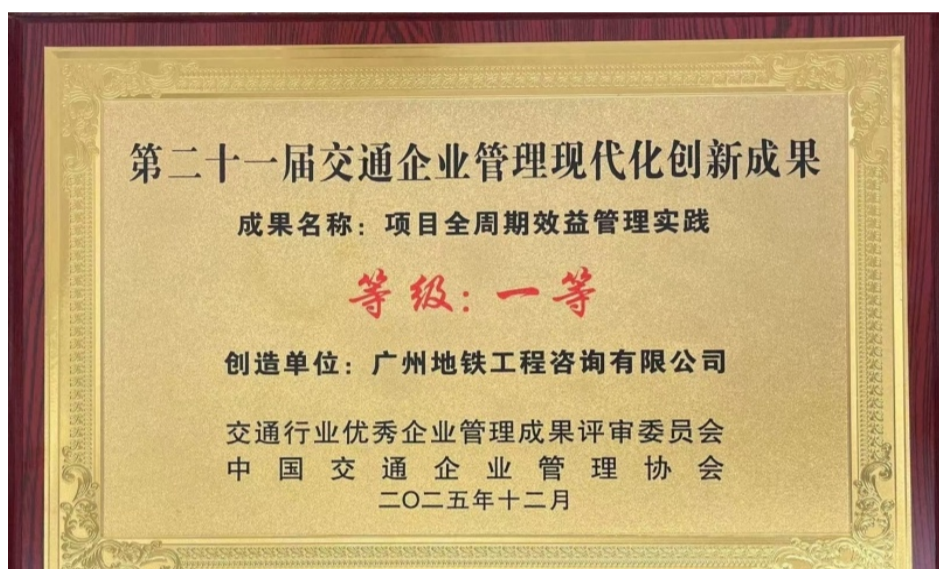 第二十一届交通企业管理现代化创新成果
成果名称：项目全周期效益管理实践
等级：一等
创造单位：广州地铁工程咨询有限公司
交通行业优秀企业管理成果评审委员会
中国交通企业管理协会
二〇二五年十二月